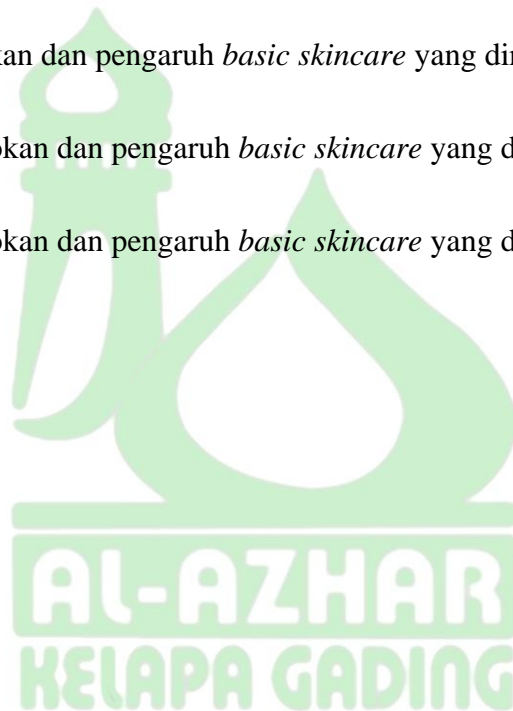 kan dan pengaruh basic skincare yang
okan dan pengaruh basic skincare yang d
okan dan pengaruh basic skincare yang d
AL-AZHAR
KELAPA GADING